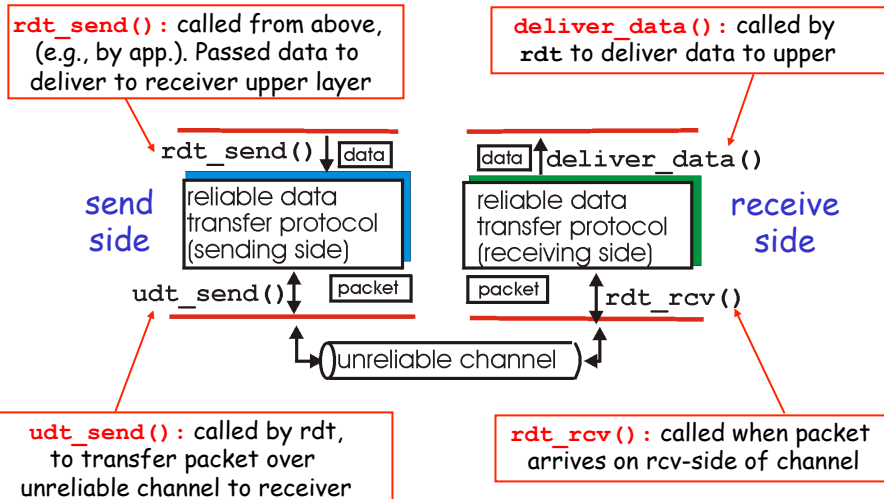 rdt_send(): called from above,
(e.g., by app.). Passed data to
deliver to receiver upper layer
deliver_data(): called by
rdt to deliver data to upper
rdt_send()
data
data
deliver_data()
send
side
reliable data
transfer protocol
(sending side)
reliable data
transfer protocol
(receiving side)
receive
side
udt_send()
packet
packet
rdt_rcv()
unreliable channel
udt_send(): called by rdt,
to transfer packet over
unreliable channel to receiver
rdt_rcv(): called when packet
arrives on rcv-side of channel